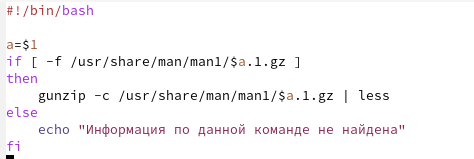 #!/bin/bash
a=$1
if [ -f /usr/share/man/man1/$a.1.gz ]
then
    gunzip -c /usr/share/man/man1/$a.1.gz | less
else
    echo "Информация по данной команде не найдена"
fi